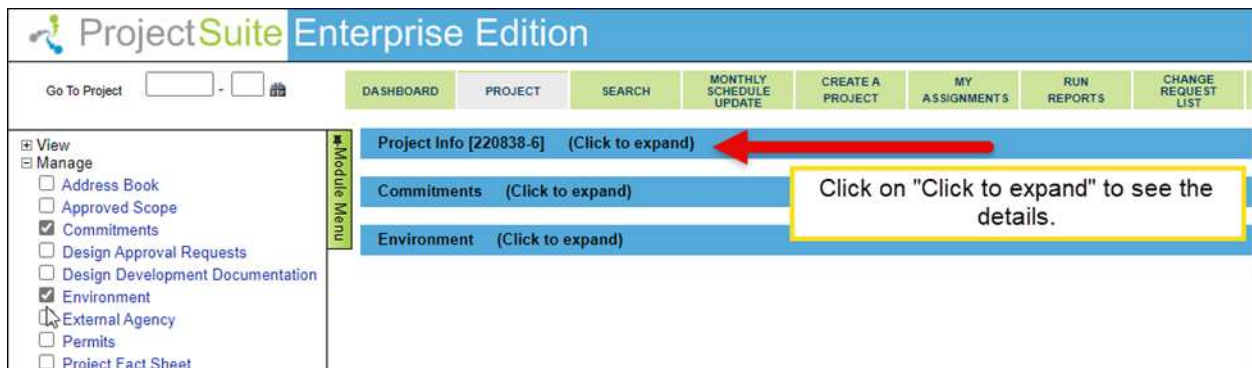 ProjectSuite Enterprise Edition
Go To Project -
DASHBOARD
PROJECT
SEARCH
MONTHLY
SCHEDULE
UPDATE
CREATE A
PROJECT
MY
ASSIGNMENTS
RUN
REPORTS
CHANGE
REQUEST
LIST
View
Manage
Address Book
Approved Scope
Commitments
Design Approval Requests
Design Development Documentation
Environment
External Agency
Permits
Project Fact Sheet
Module Menu
Project Info [220838-6] (Click to expand)
Commitments (Click to expand)
Environment (Click to expand)
Click on "Click to expand" to see the
details.